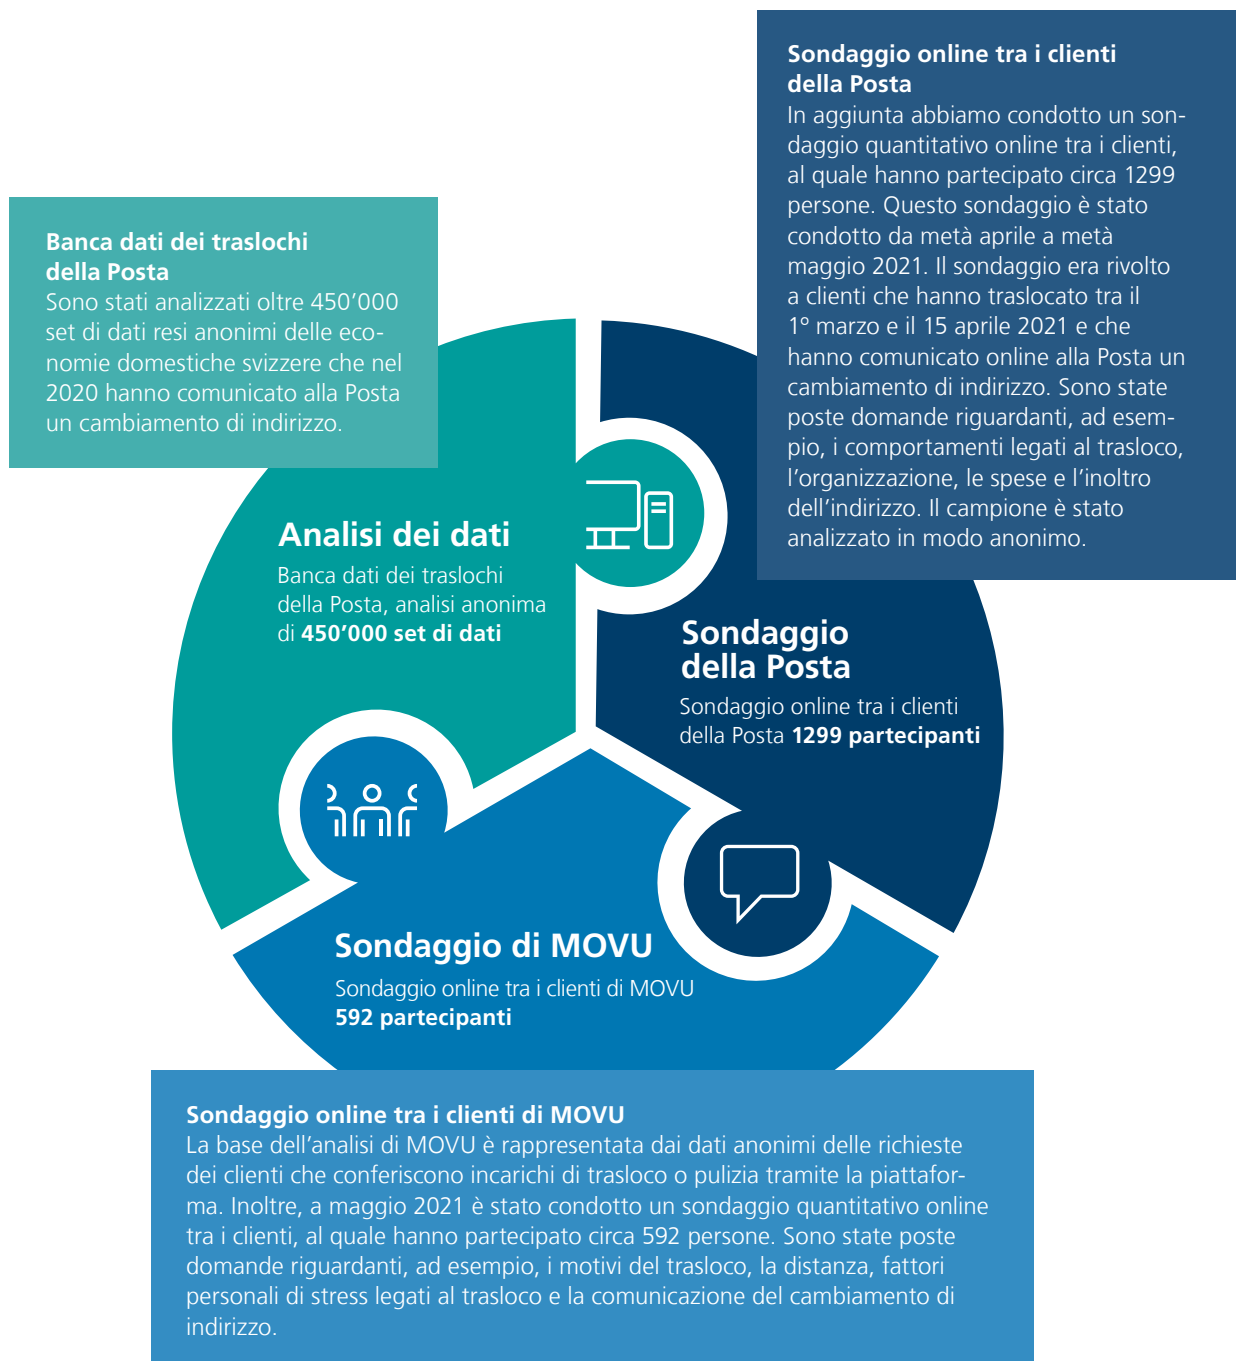 Sondaggio online tra i clienti
della Posta
In aggiunta abbiamo condotto un son-
daggio quantitativo online tra i clienti,
al quale hanno partecipato circa 1299
persone. Questo sondaggio è stato
condotto da metà aprile a metà
maggio 2021. Il sondaggio era rivolto
a clienti che hanno traslocato tra il
1° marzo e il 15 aprile 2021 e che
hanno comunicato online alla Posta un
cambiamento di indirizzo. Sono state
poste domande riguardanti, ad esem-
pio, i comportamenti legati al trasloco,
l’organizzazione, le spese e l’inoltro
dell’indirizzo. Il campione è stato
analizzato in modo anonimo.
Banca dati dei traslochi
della Posta
Sono stati analizzati oltre 450’000
set di dati resi anonimi delle eco-
nomie domestiche svizzere che nel
2020 hanno comunicato alla Posta
un cambiamento di indirizzo.
Analisi dei dati
Banca dati dei traslochi
della Posta, analisi anonima
di 450’000 set di dati
Sondaggio
della Posta
Sondaggio online tra i clienti
della Posta 1299 partecipanti
Sondaggio di MOVU
Sondaggio online tra i clienti di MOVU
592 partecipanti
Sondaggio online tra i clienti di MOVU
La base dell’analisi di MOVU è rappresentata dai dati anonimi delle richieste
dei clienti che conferiscono incarichi di trasloco o pulizia tramite la piattafor-
ma. Inoltre, a maggio 2021 è stato condotto un sondaggio quantitativo online
tra i clienti, al quale hanno partecipato circa 592 persone. Sono state poste
domande riguardanti, ad esempio, i motivi del trasloco, la distanza, fattori
personali di stress legati al trasloco e la comunicazione del cambiamento di
indirizzo.